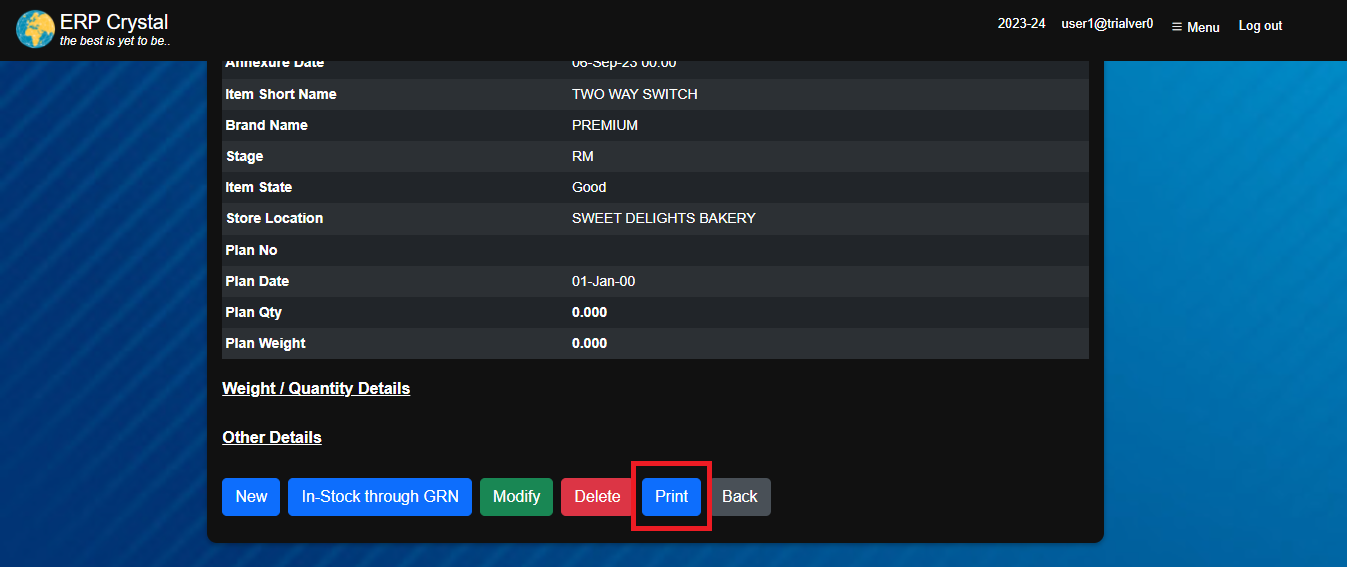 ERP Crystal
the best is yet to be..
2023-24 user1@trialver0 ☰ Menu Log out
Annexure Date 06-Sep-23 00:00
Item Short Name TWO WAY SWITCH
Brand Name PREMIUM
Stage RM
Item State Good
Store Location SWEET DELIGHTS BAKERY
Plan No
Plan Date 01-Jan-00
Plan Qty 0.000
Plan Weight 0.000
Weight / Quantity Details
Other Details
New In-Stock through GRN Modify Delete Print Back